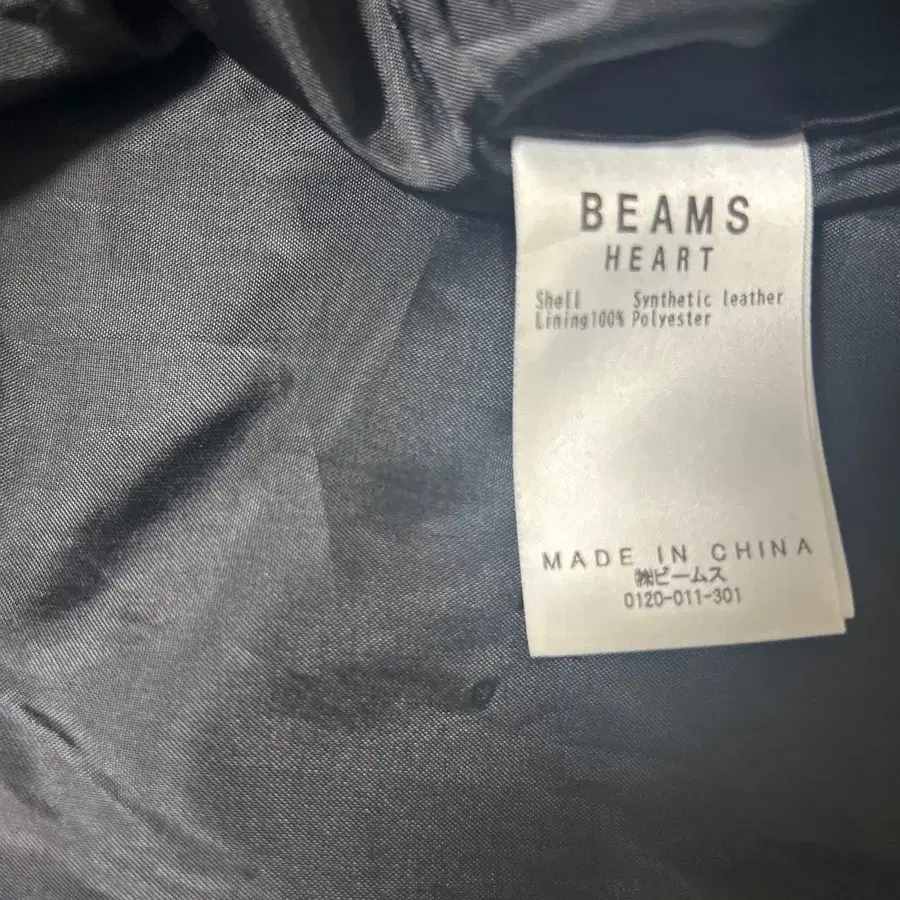 BEAMS
HEART
Shell Synthetic leather
Lining100% Polyester
MADE IN CHINA
㈱ビームス
0120-011-301